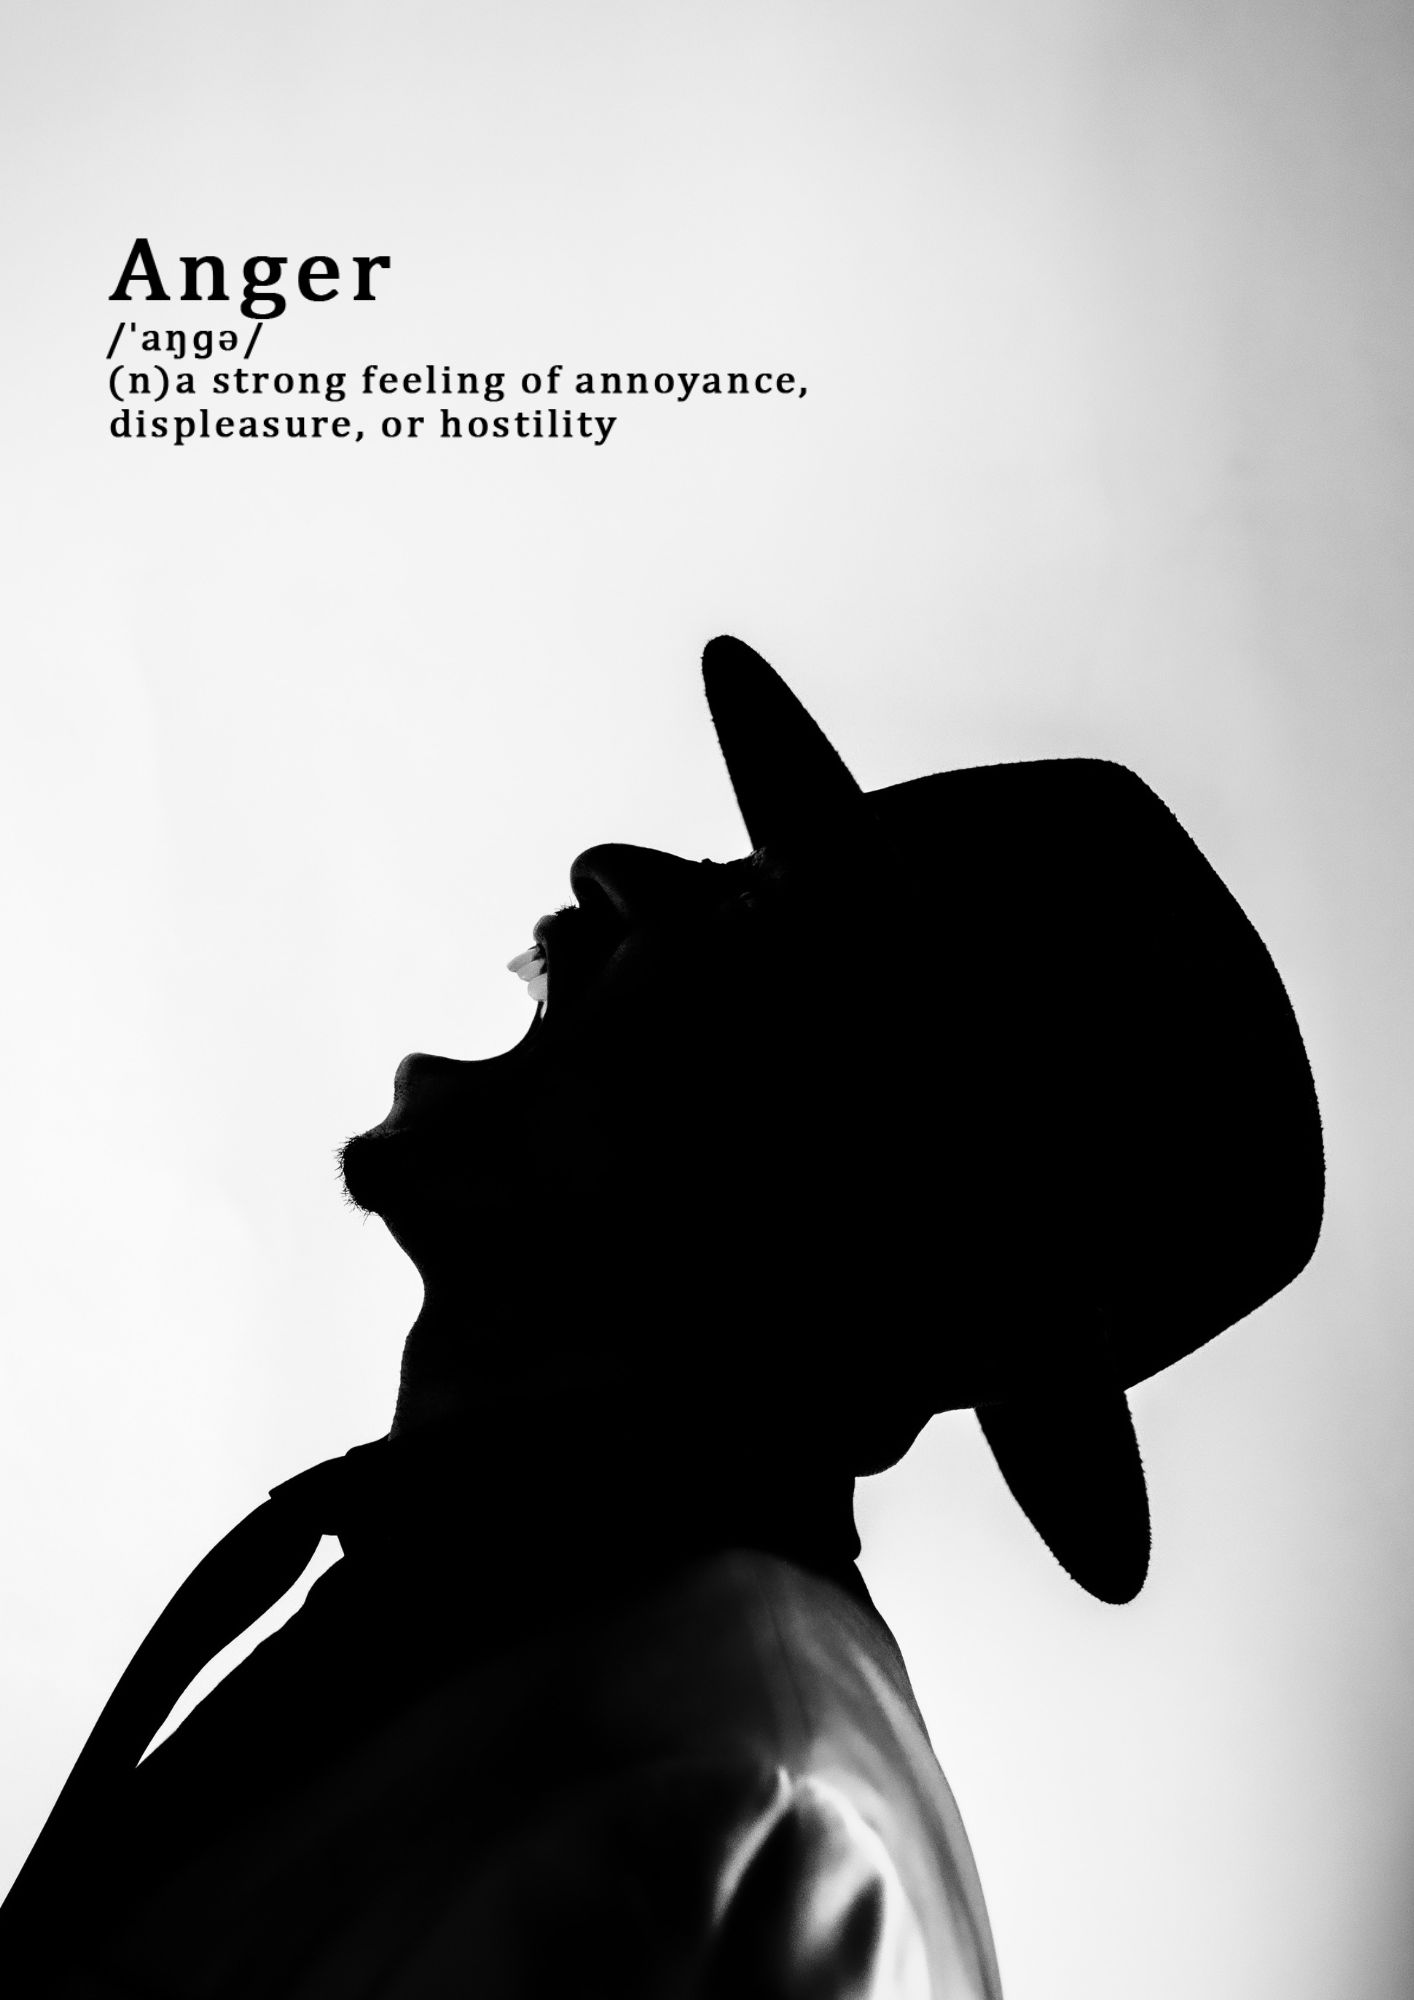 Anger
/ˈaŋɡə/
(n)a strong feeling of annoyance,
displeasure, or hostility